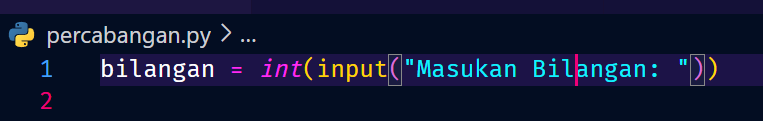 percabangan.py > ...
1 bilangan = int(input("Masukan Bilangan: "))
2